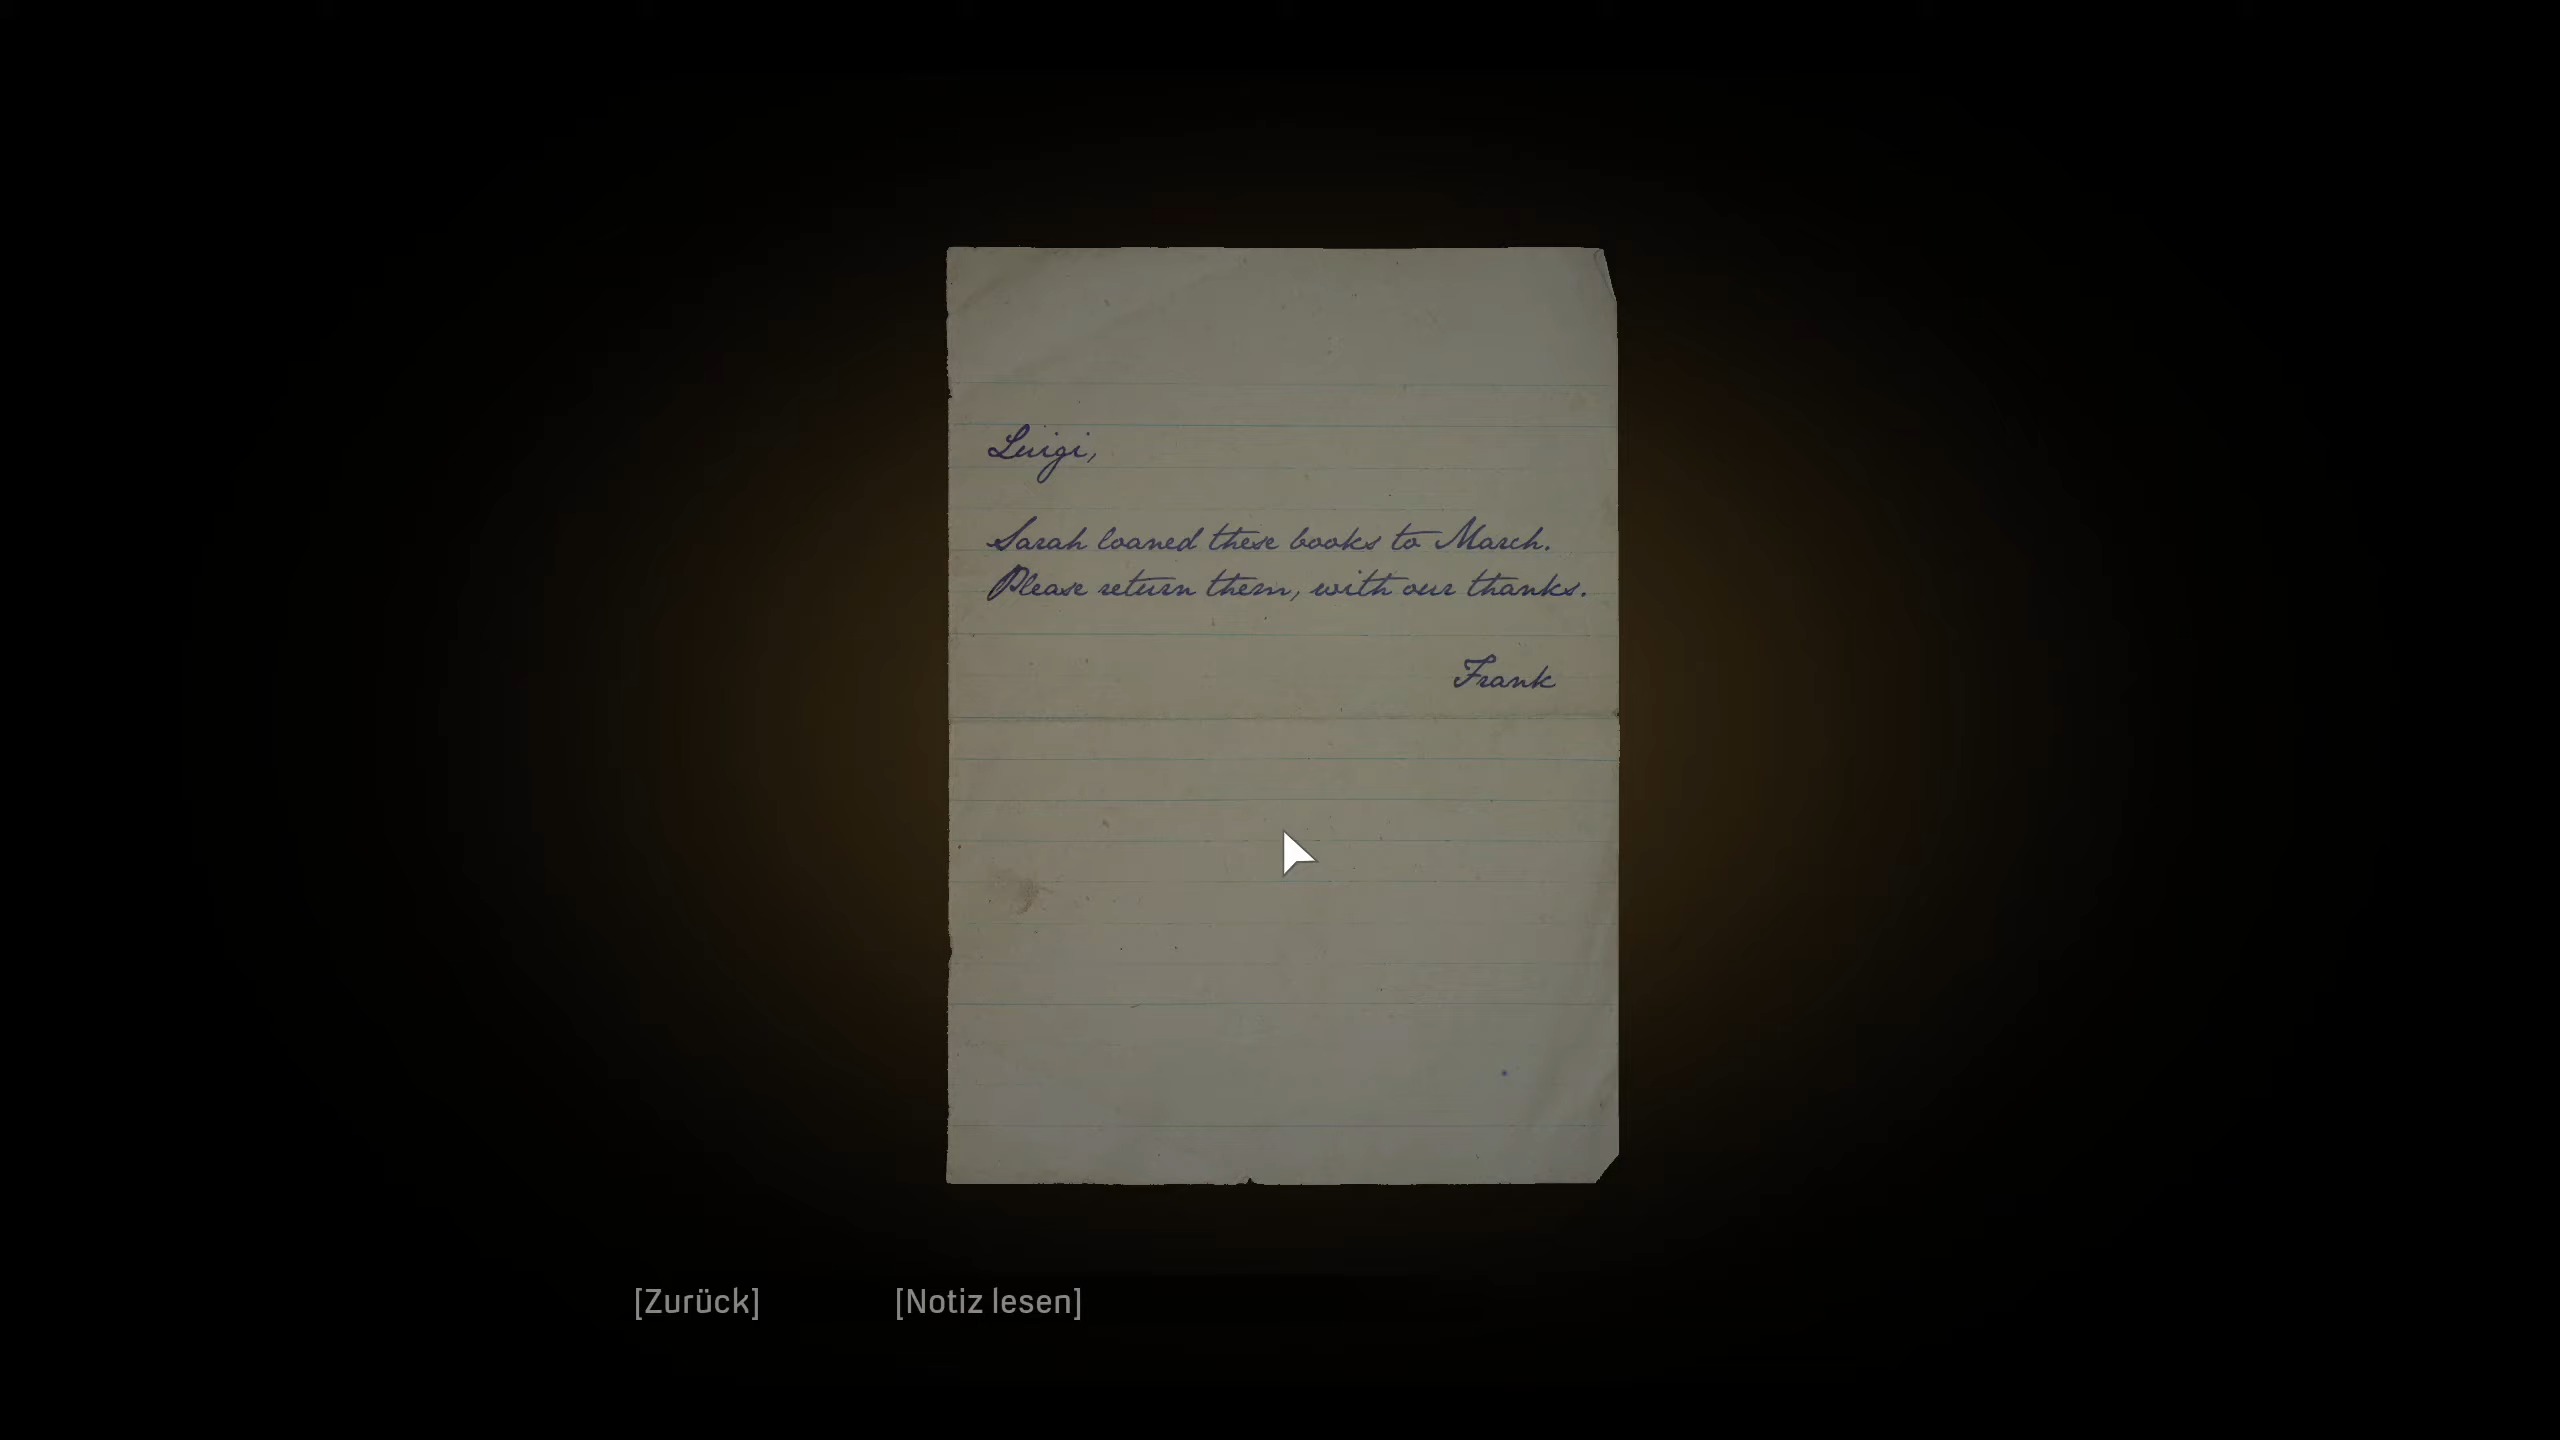 Luigi,
Sarah loaned these books to March.
Please return them, with our thanks.
Frank
[Zurück]
[Notiz lesen]